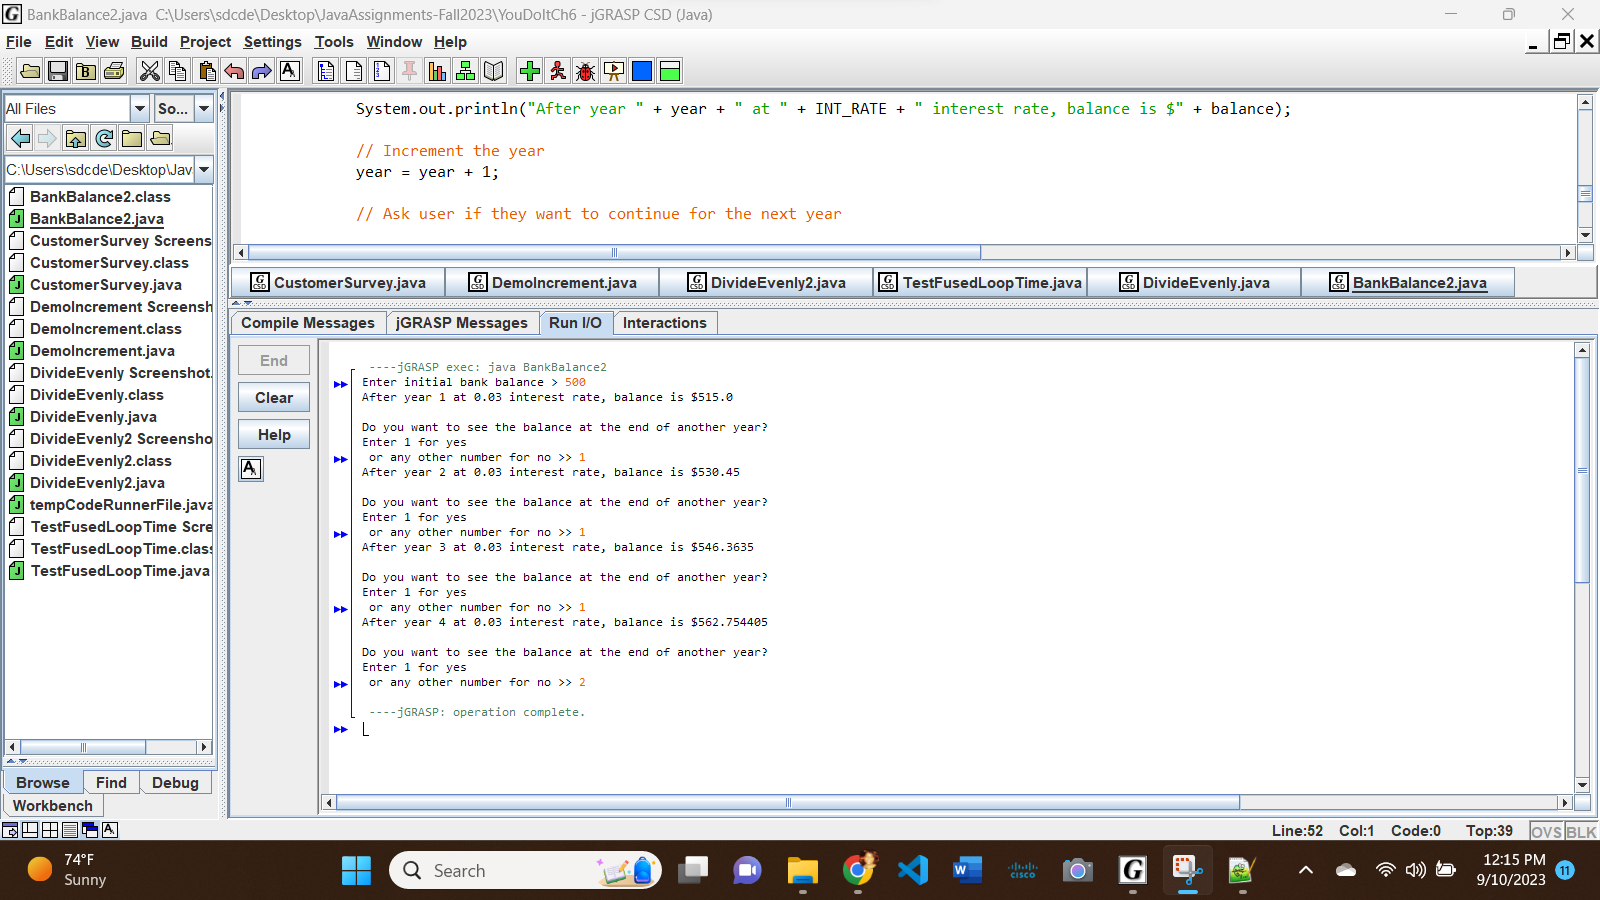 BankBalance2.java  C:\Users\sdcde\Desktop\JavaAssignments-Fall2023\YouDoItCh6 - jGRASP CSD (Java)
File Edit View Build Project Settings Tools Window Help
All Files
So...
C:\Users\sdcde\Desktop\Jav
BankBalance2.class
BankBalance2.java
CustomerSurvey Screens
CustomerSurvey.class
CustomerSurvey.java
DemoIncrement Screensh
DemoIncrement.class
DemoIncrement.java
DivideEvenly Screenshot.
DivideEvenly.class
DivideEvenly.java
DivideEvenly2 Screensho
DivideEvenly2.class
DivideEvenly2.java
tempCodeRunnerFile.java
TestFusedLoopTime Scre
TestFusedLoopTime.class
TestFusedLoopTime.java
Browse Find Debug
Workbench
System.out.println("After year " + year + " at " + INT_RATE + " interest rate, balance is $" + balance);
// Increment the year
year = year + 1;
// Ask user if they want to continue for the next year
CustomerSurvey.java DemoIncrement.java DivideEvenly2.java TestFusedLoopTime.java DivideEvenly.java BankBalance2.java
Compile Messages jGRASP Messages Run I/O Interactions
End
Clear
Help
----jGRASP exec: java BankBalance2
Enter initial bank balance > 500
After year 1 at 0.03 interest rate, balance is $515.0
Do you want to see the balance at the end of another year?
Enter 1 for yes
or any other number for no >> 1
After year 2 at 0.03 interest rate, balance is $530.45
Do you want to see the balance at the end of another year?
Enter 1 for yes
or any other number for no >> 1
After year 3 at 0.03 interest rate, balance is $546.3635
Do you want to see the balance at the end of another year?
Enter 1 for yes
or any other number for no >> 1
After year 4 at 0.03 interest rate, balance is $562.754405
Do you want to see the balance at the end of another year?
Enter 1 for yes
or any other number for no >> 2
----jGRASP: operation complete.
Line:52 Col:1 Code:0 Top:39 OVS BLK
74°F
Sunny
Search
12:15 PM
9/10/2023
11